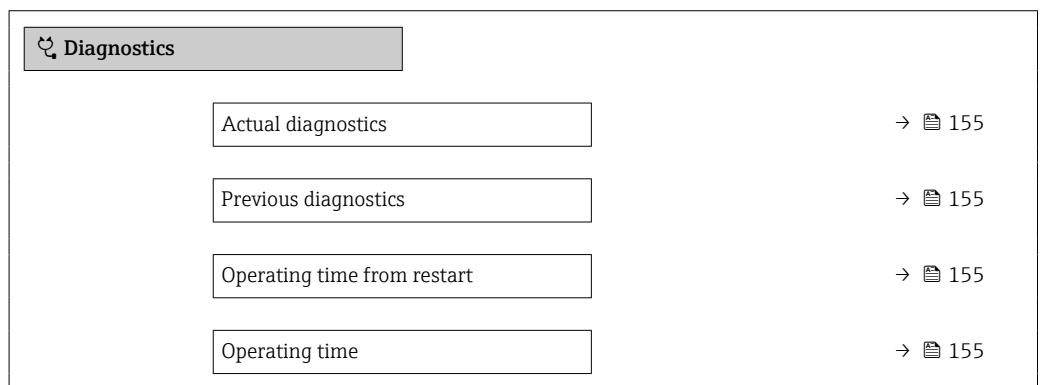 Diagnostics
Actual diagnostics → 155
Previous diagnostics → 155
Operating time from restart → 155
Operating time → 155